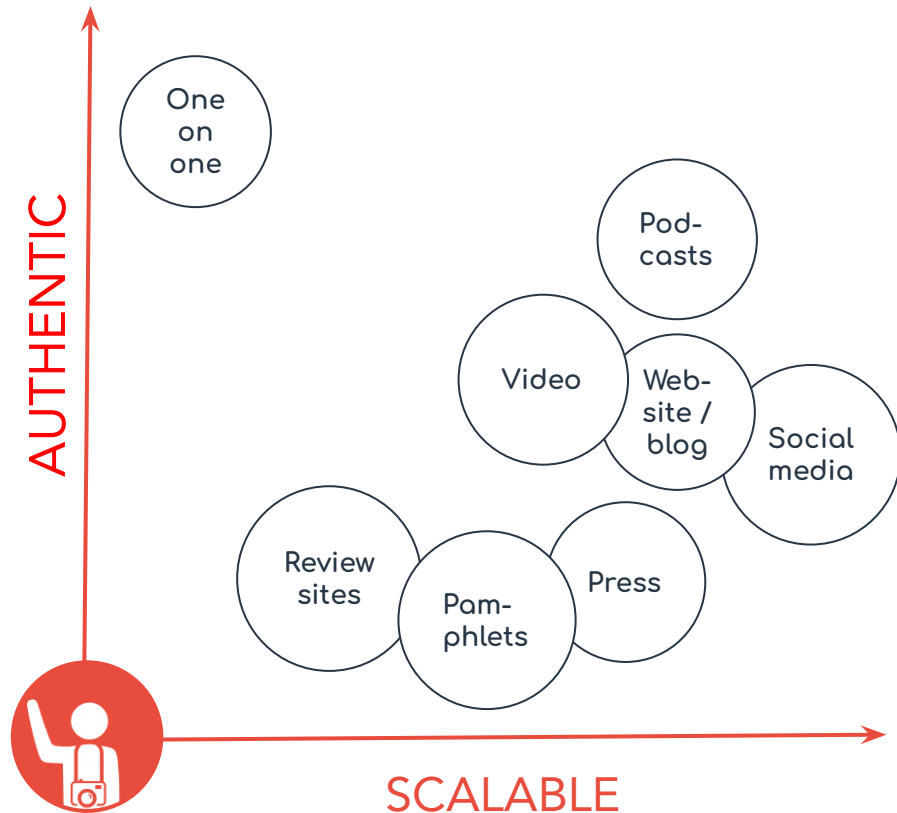 One
on
one
Pod-
casts
AUTHENTIC
Video
Web-
site /
blog
Social
media
Review
sites
Pam-
phlets
Press
SCALABLE